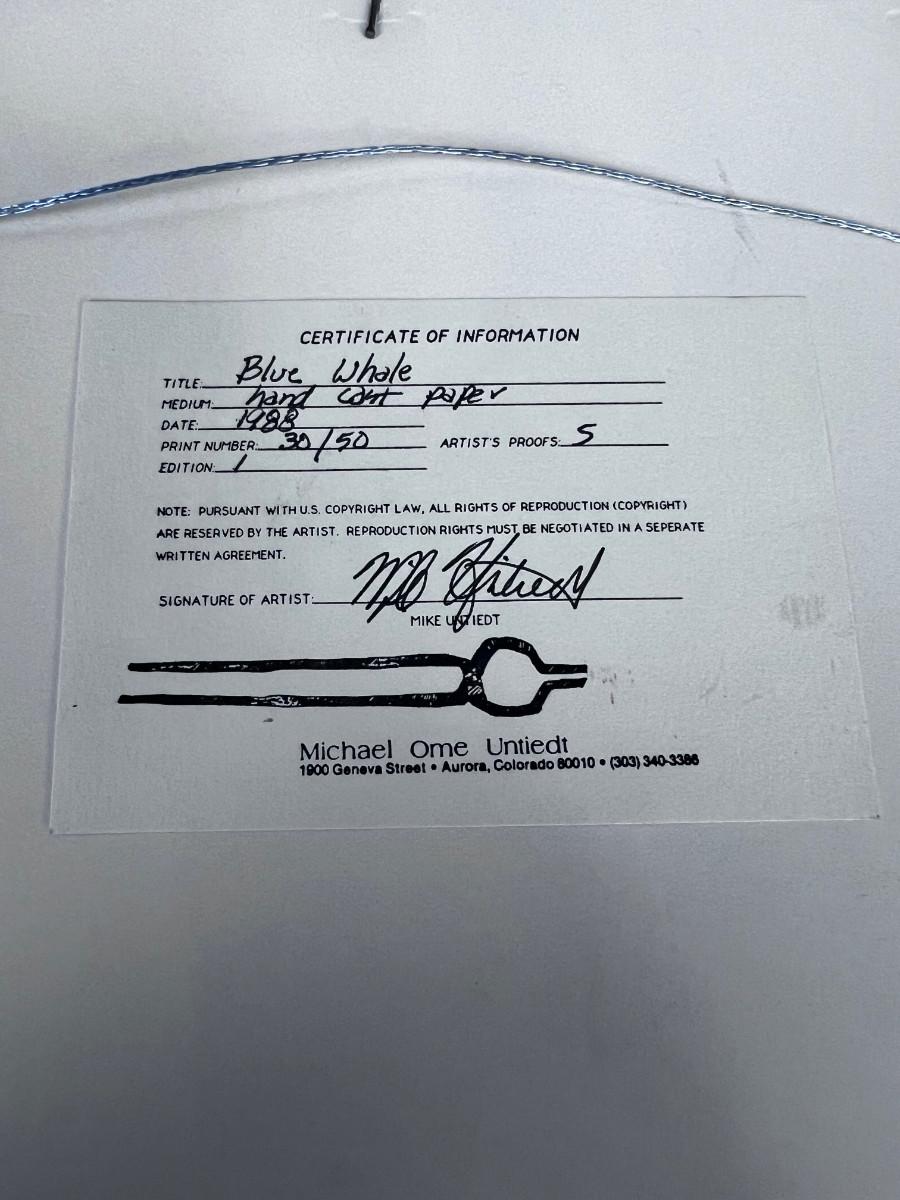 CERTIFICATE OF INFORMATION
TITLE: Blue Whale
MEDIUM: hand cast paper
DATE: 1988
PRINT NUMBER: 30/50 ARTIST'S PROOFS: 5
EDITION: 1
NOTE: PURSUANT WITH U.S. COPYRIGHT LAW, ALL RIGHTS OF REPRODUCTION (COPYRIGHT)
ARE RESERVED BY THE ARTIST. REPRODUCTION RIGHTS MUST BE NEGOTIATED IN A SEPERATE
WRITTEN AGREEMENT.
SIGNATURE OF ARTIST: Mike Untiedt
MIKE UNTIEDT
Michael Ome Untiedt
1900 Geneva Street • Aurora, Colorado 80010 • (303) 340-3386